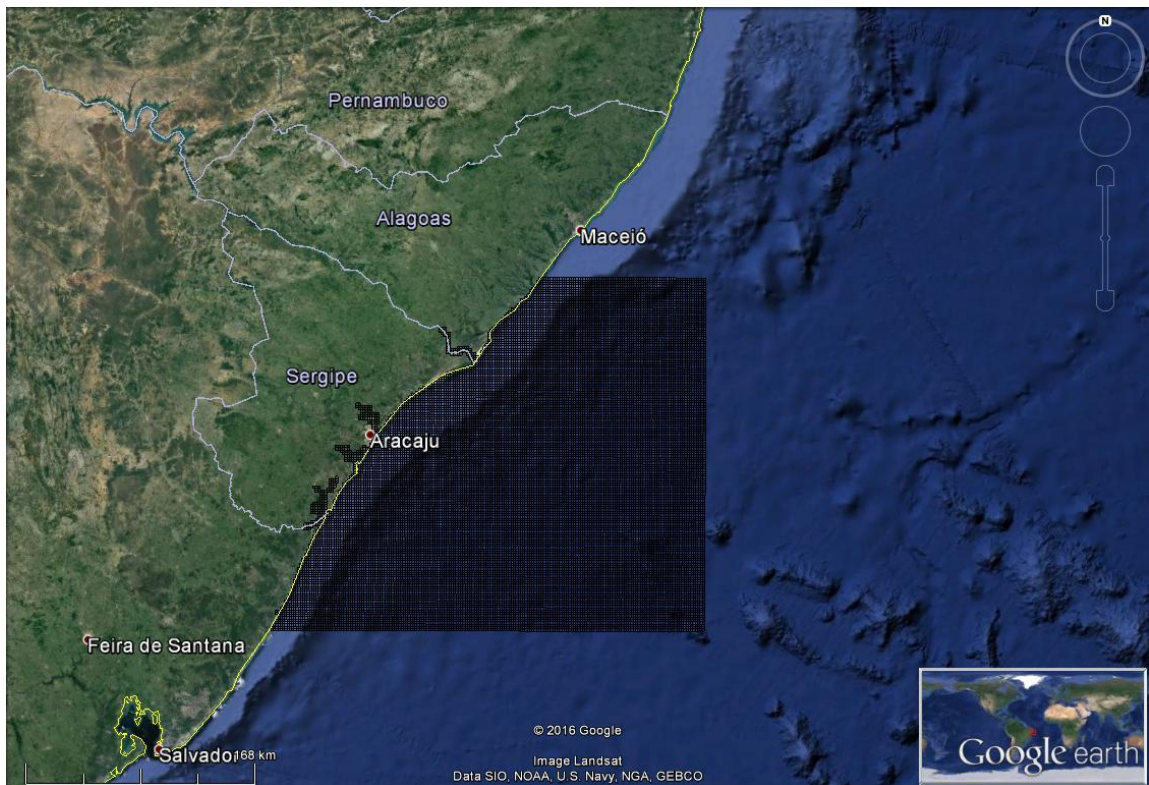 N
Pernambuco
Alagoas
Maceió
Sergipe
Aracaju
Feira de Santana
Salvador
168 km
© 2016 Google
Image Landsat
Data SIO, NOAA, U.S. Navy, NGA, GEBCO
Google earth